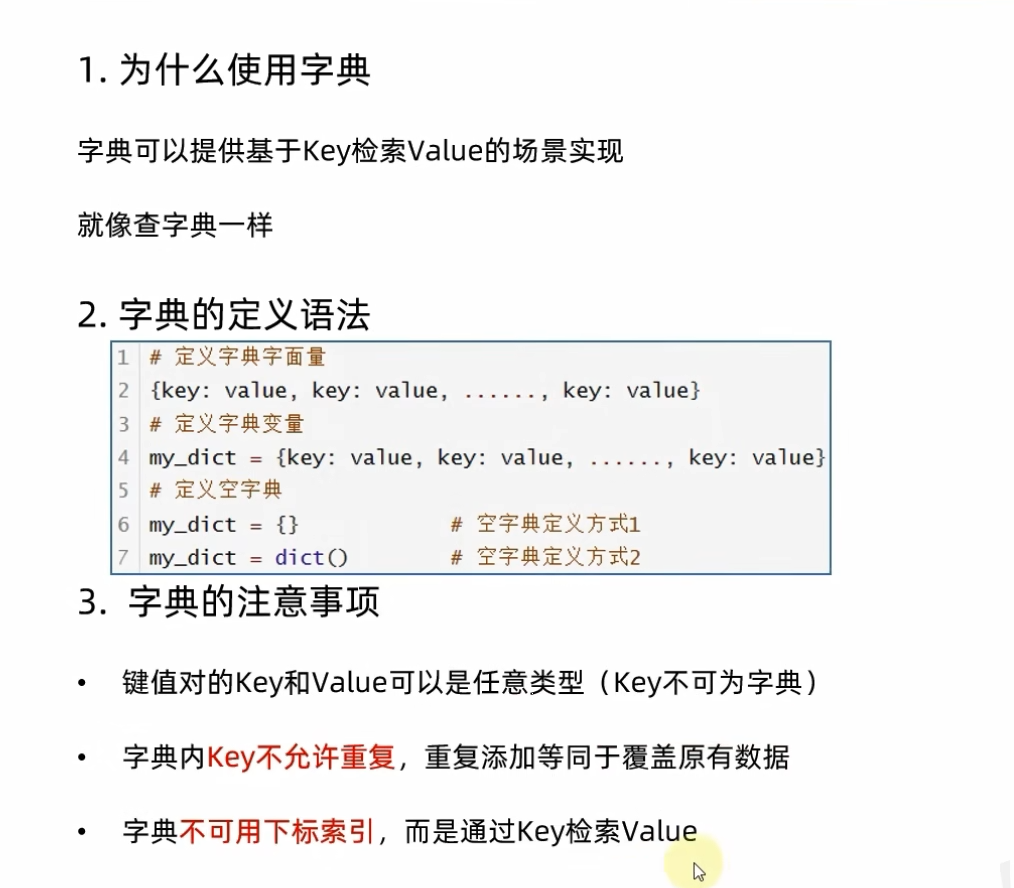 1. 为什么使用字典
字典可以提供基于Key检索Value的场景实现
就像查字典一样
2. 字典的定义语法
1 # 定义字典字面量
2 {key: value, key: value, ......, key: value}
3 # 定义字典变量
4 my_dict = {key: value, key: value, ......, key: value}
5 # 定义空字典
6 my_dict = {} # 空字典定义方式1
7 my_dict = dict() # 空字典定义方式2
3. 字典的注意事项
• 键值对的Key和Value可以是任意类型（Key不可为字典）
• 字典内Key不允许重复，重复添加等同于覆盖原有数据
• 字典不可用下标索引，而是通过Key检索Value